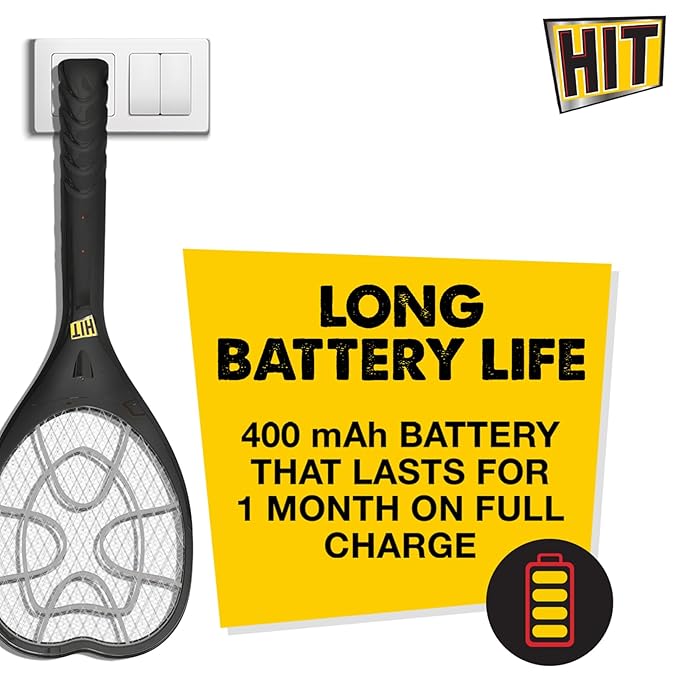 HIT
HIT
LONG
BATTERY LIFE
400 mAh BATTERY
THAT LASTS FOR
1 MONTH ON FULL
CHARGE